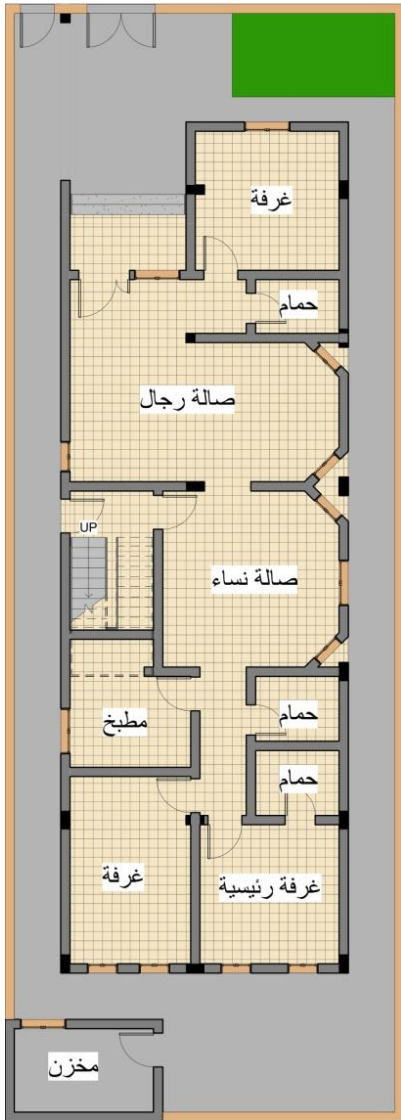 غرفة
حمام
صالة رجال
UP
صالة نساء
مطبخ
حمام
حمام
غرفة
غرفة رئيسية
مخزن